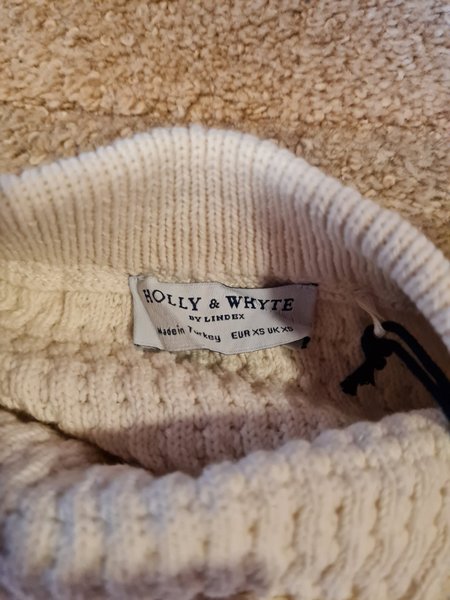 HOLLY & WHYTE
BY LINDEX
Made in Turkey EUR XS UK XS